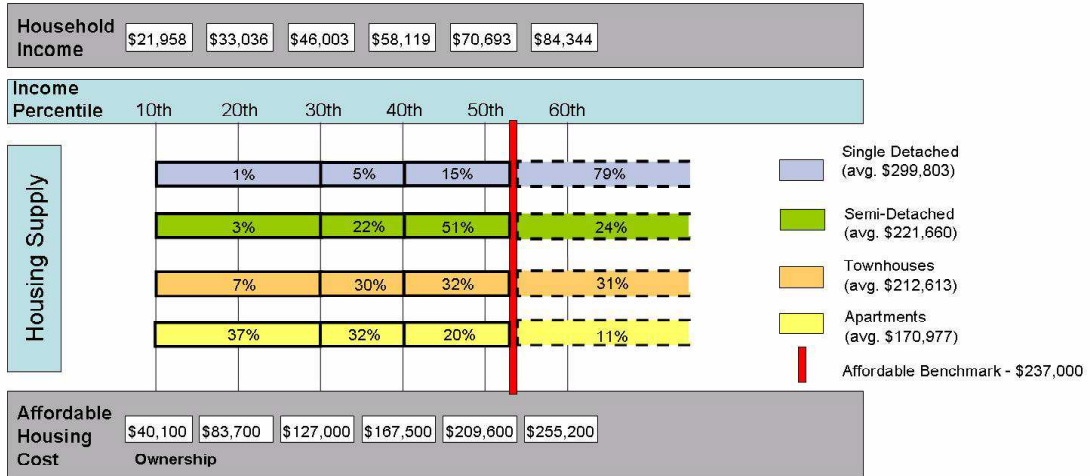 Household
Income
$21,958 $33,036 $46,003 $58,119 $70,693 $84,344
Income
Percentile
10th 20th 30th 40th 50th 60th
Housing Supply
1% 5% 15% 79%
3% 22% 51% 24%
7% 30% 32% 31%
37% 32% 20% 11%
Single Detached
(avg. $299,803)
Semi-Detached
(avg. $221,660)
Townhouses
(avg. $212,613)
Apartments
(avg. $170,977)
Affordable Benchmark - $237,000
Affordable
Housing
Cost
$40,100 $83,700 $127,000 $167,500 $209,600 $255,200
Ownership